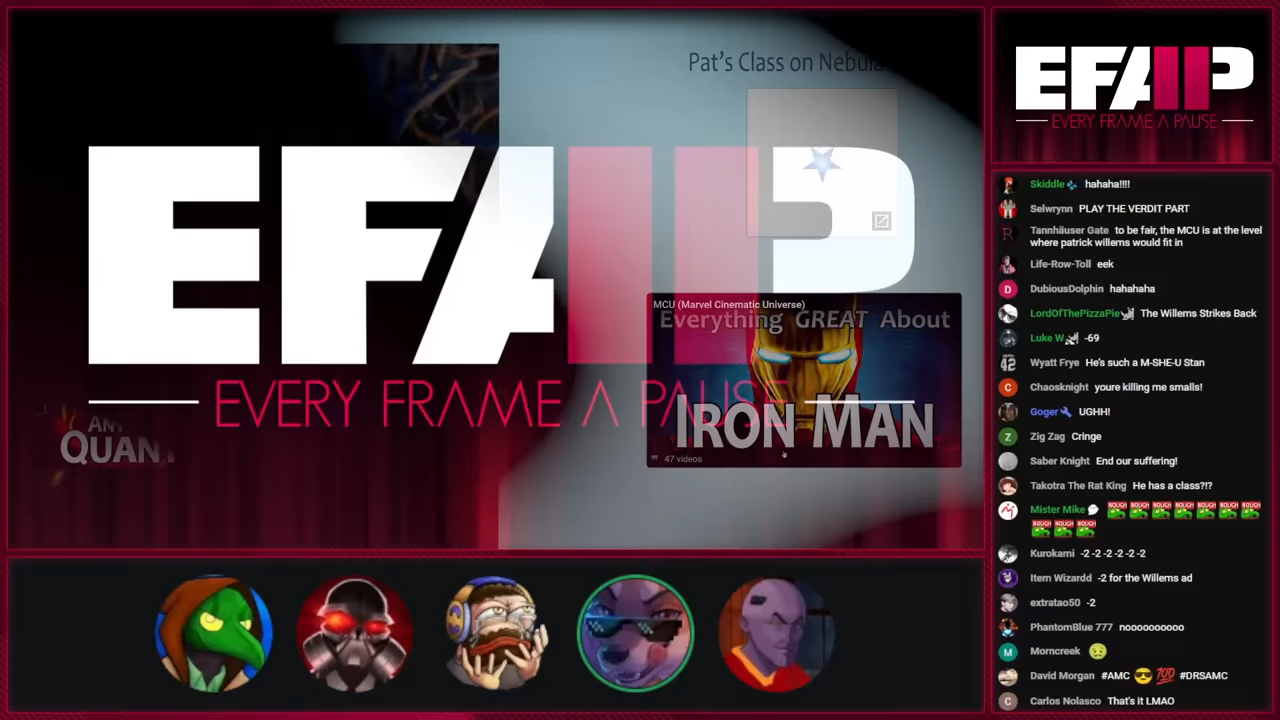 Pat's Class on Nebula
EFAP
EVERY FRAME A PAUSE
MCU (Marvel Cinematic Universe)
Everything GREAT About
IRON MAN
47 videos
QUAN
EFAP
EVERY FRAME A PAUSE
Skiddle hahaha!!!!
Selwrynn PLAY THE VERDIT PART
Tannhäuser Gate to be fair, the MCU is at the level
where patrick willems would fit in
Life-Row-Toll eek
DubiousDolphin hahahaha
LordOfThePizzaPie The Willems Strikes Back
Luke W -69
Wyatt Frye He's such a M-SHE-U Stan
Chaosknight youre killing me smalls!
Goger UGHH!
Zig Zag Cringe
Saber Knight End our suffering!
Takotra The Rat King He has a class?!?
Mister Mike
Kurokami -2 -2 -2 -2 -2 -2
Item Wizardd -2 for the Willems ad
extratao50 -2
PhantomBlue 777 noooooooooo
Morncreek 🤢
David Morgan #AMC 😎 💯 #DRSAMC
Carlos Nolasco That's it LMAO